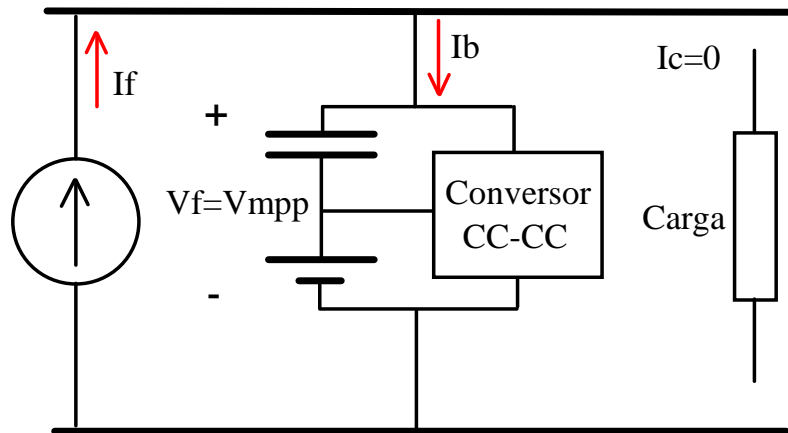 If
Ib
Ic=0
+
Vf=Vmpp
-
Conversor
CC-CC
Carga